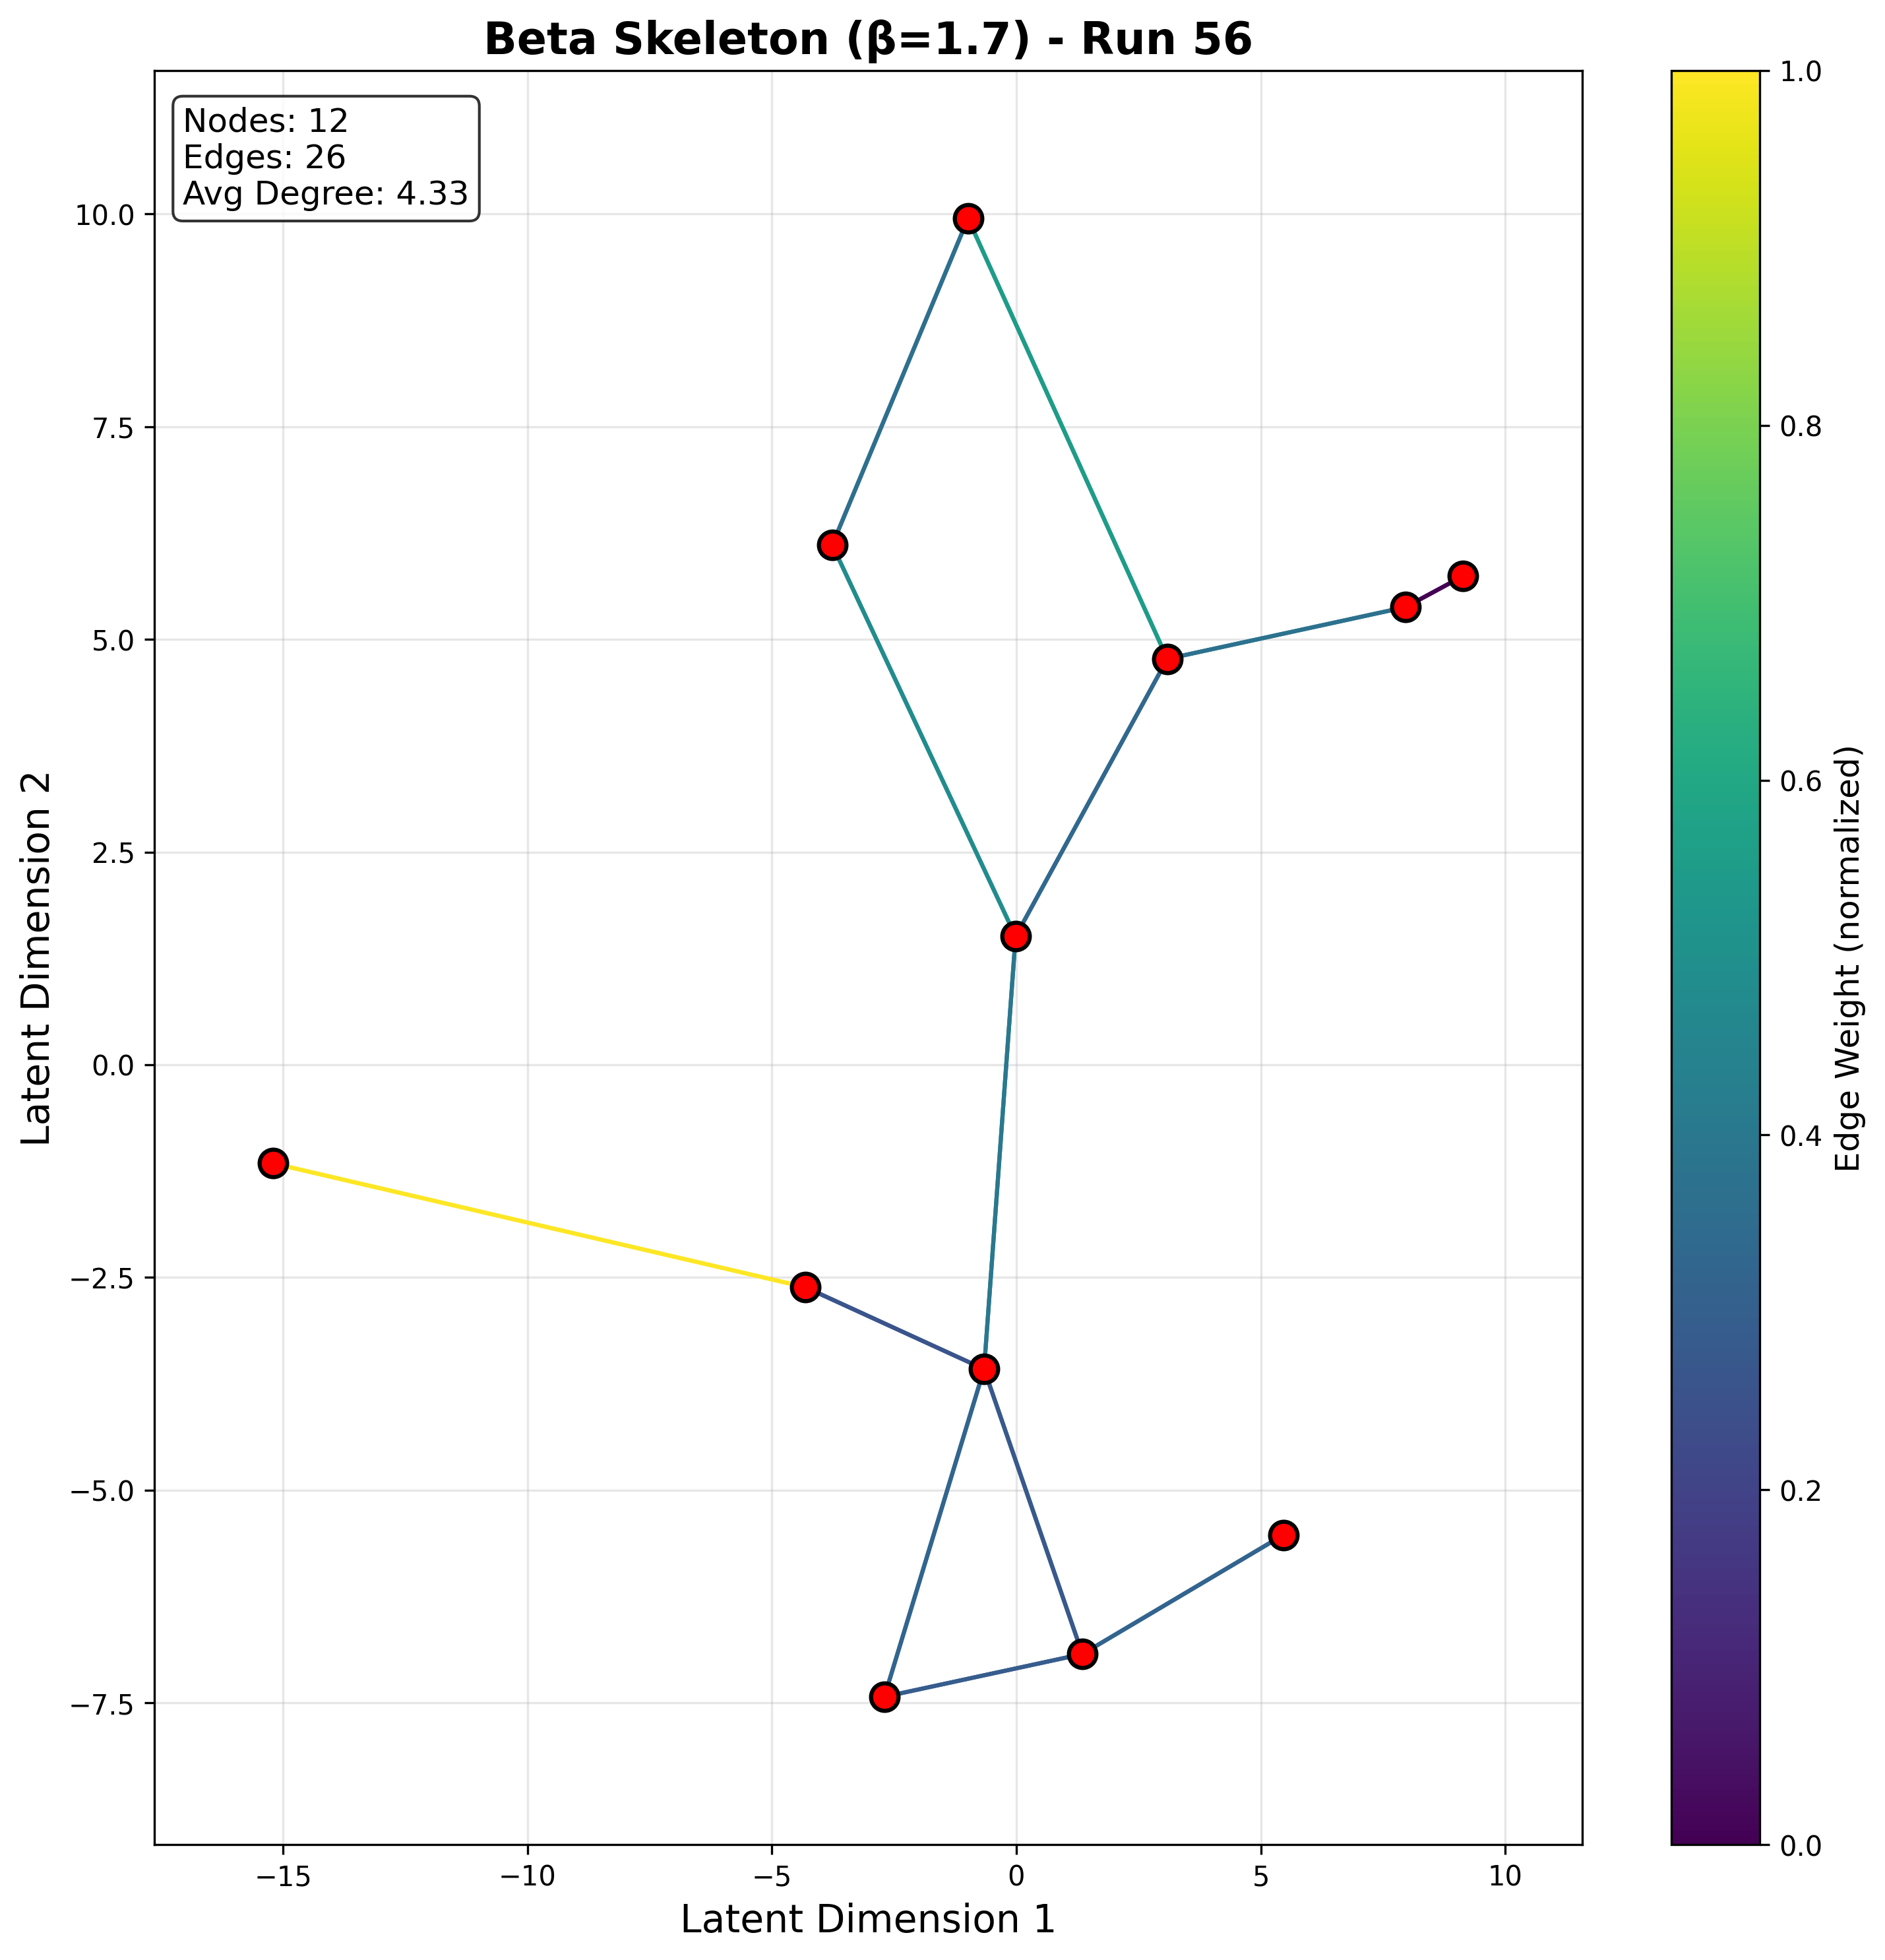 Beta Skeleton (β=1.7) - Run 56
Nodes: 12
Edges: 26
Avg Degree: 4.33
10.0
7.5
5.0
2.5
0.0
−2.5
−5.0
−7.5
Latent Dimension 2
−15
−10
−5
0
5
10
Latent Dimension 1
1.0
0.8
0.6
0.4
0.2
0.0
Edge Weight (normalized)